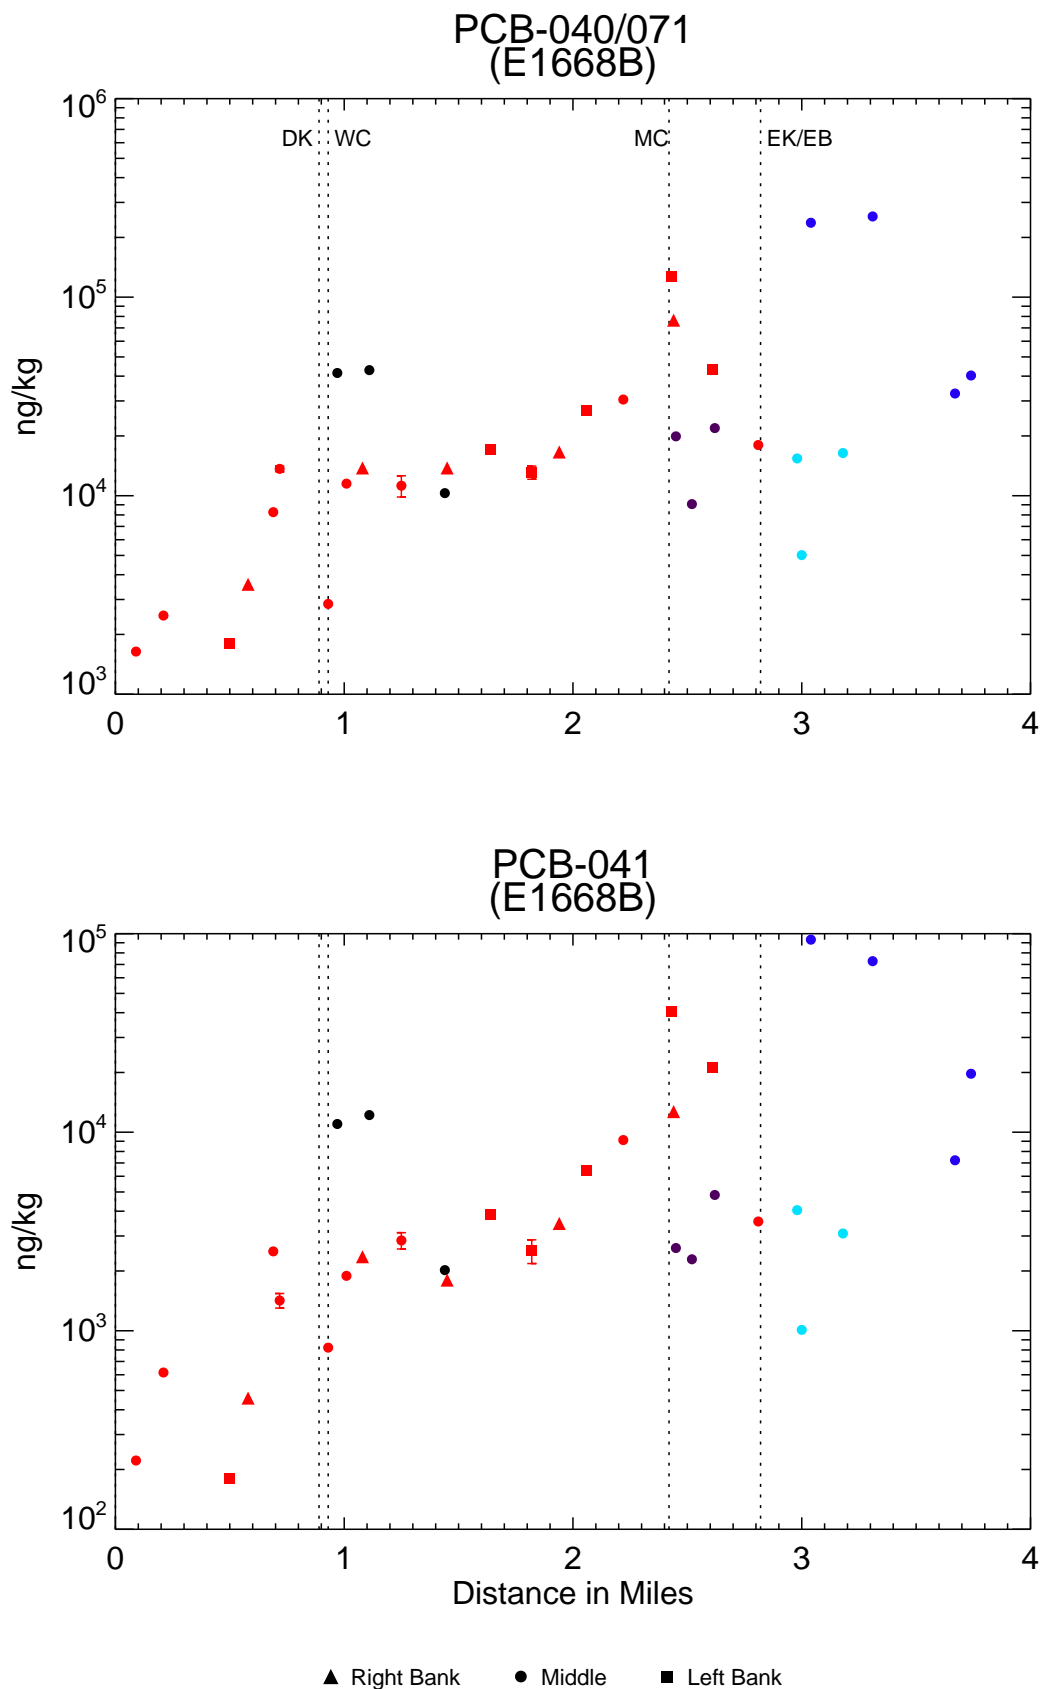 PCB-040/071
(E1668B)
10^6
DK WC MC EK/EB
10^5
ng/kg
10^4
10^3
0 1 2 3 4
PCB-041
(E1668B)
10^5
10^4
ng/kg
10^3
10^2
0 1 2 3 4
Distance in Miles
Right Bank Middle Left Bank